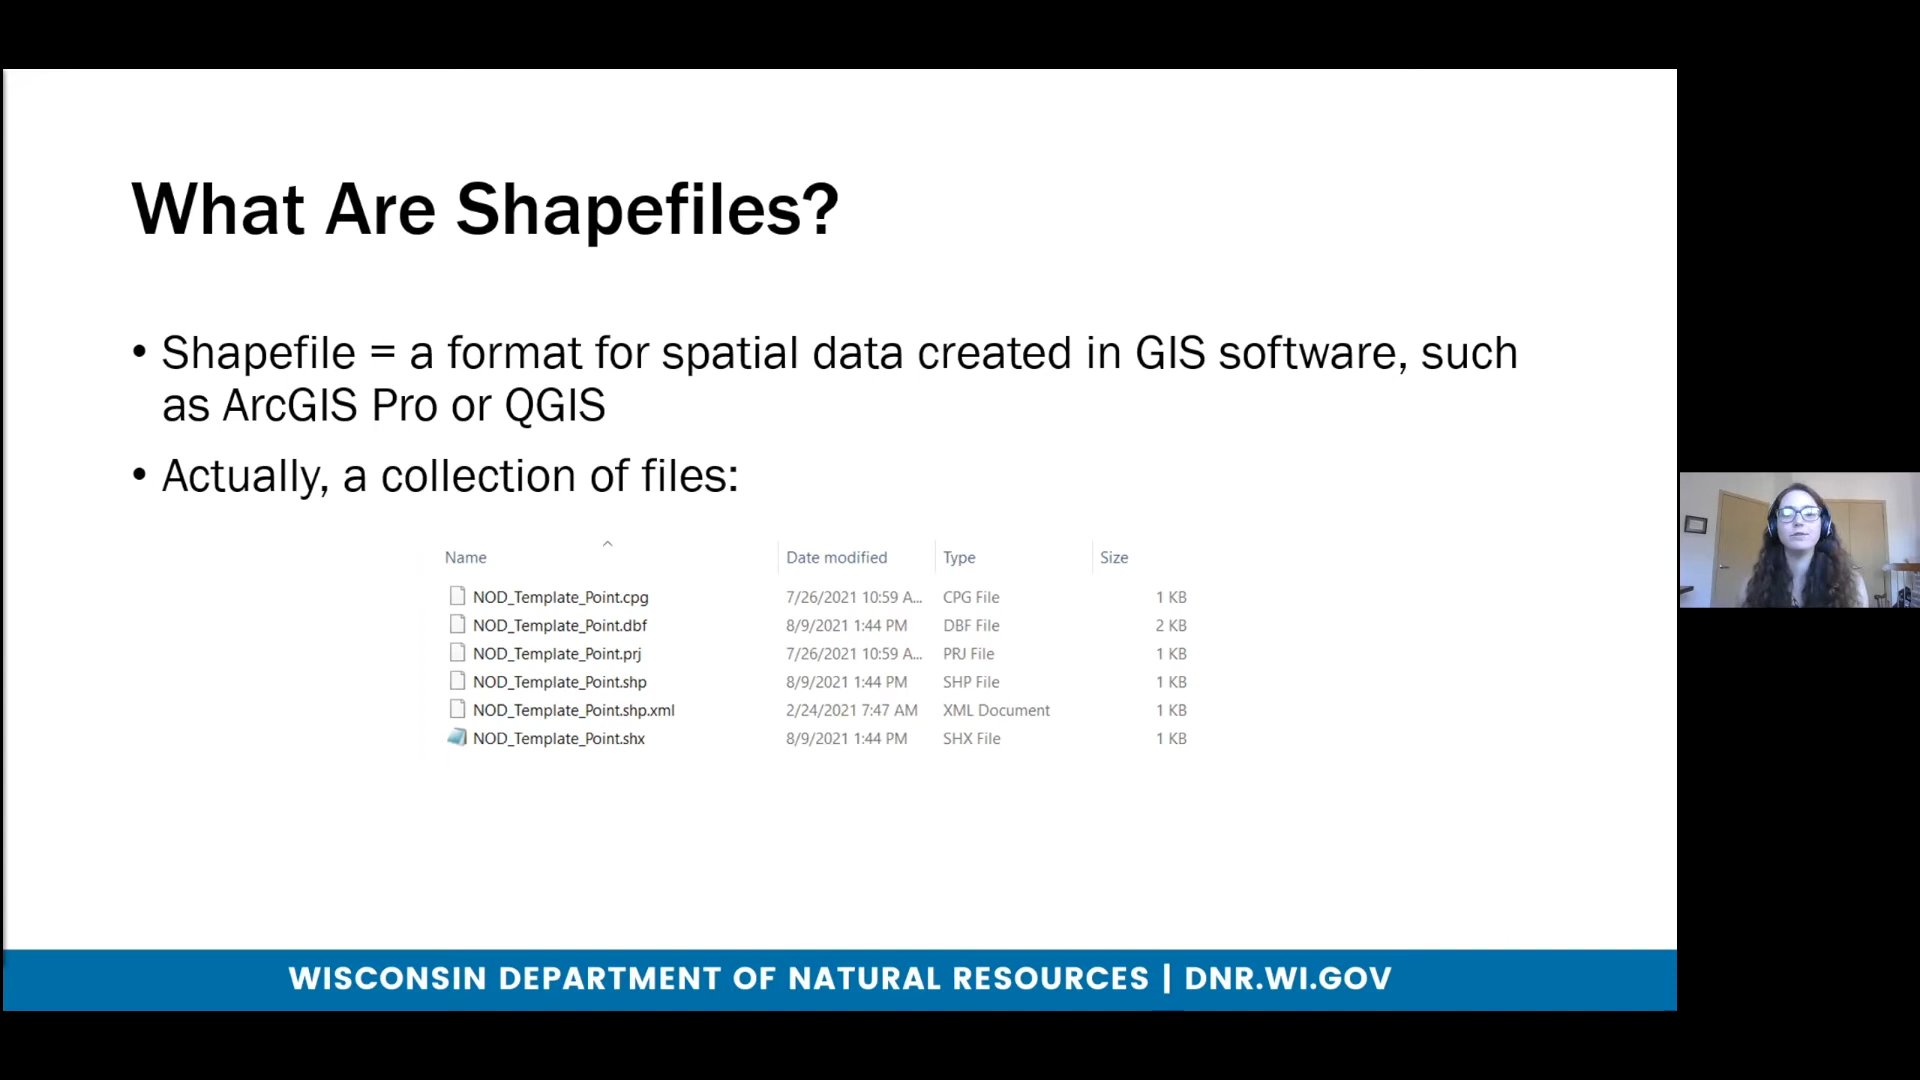 What Are Shapefiles?
• Shapefile = a format for spatial data created in GIS software, such
as ArcGIS Pro or QGIS
• Actually, a collection of files:
Name Date modified Type Size
NOD_Template_Point.cpg 7/26/2021 10:59 A... CPG File 1 KB
NOD_Template_Point.dbf 8/9/2021 1:44 PM DBF File 2 KB
NOD_Template_Point.prj 7/26/2021 10:59 A... PRJ File 1 KB
NOD_Template_Point.shp 8/9/2021 1:44 PM SHP File 1 KB
NOD_Template_Point.shp.xml 2/24/2021 7:47 AM XML Document 1 KB
NOD_Template_Point.shx 8/9/2021 1:44 PM SHX File 1 KB
WISCONSIN DEPARTMENT OF NATURAL RESOURCES | DNR.WI.GOV